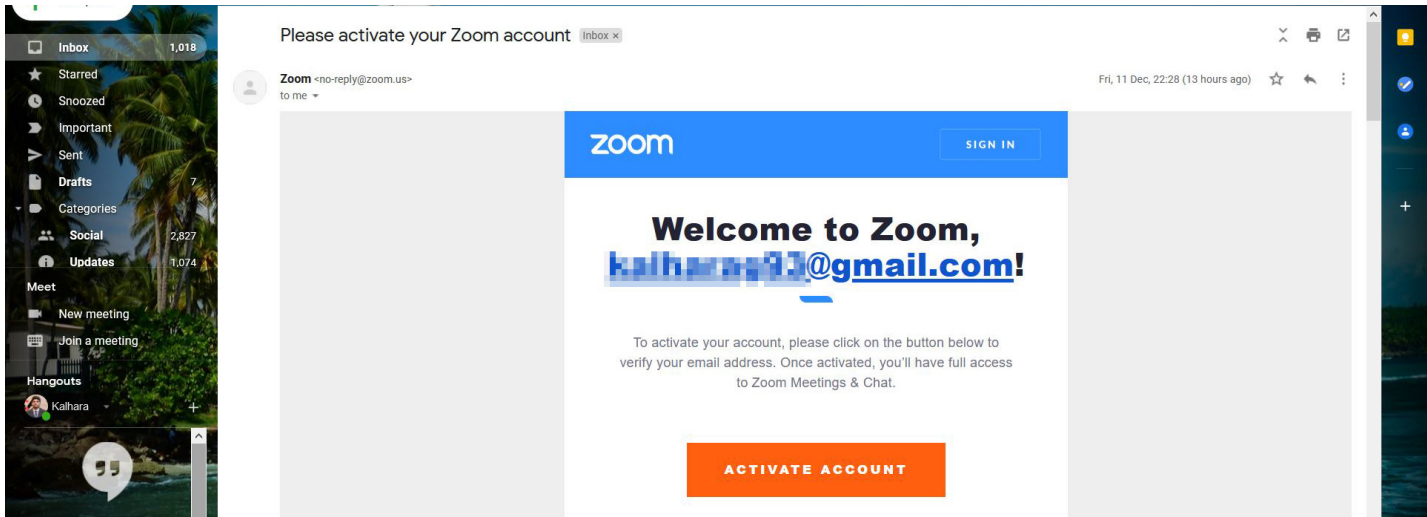 Inbox 1,018
Starred
Snoozed
Important
Sent
Drafts 7
Categories
Social 2,827
Updates 1,074
Meet
New meeting
Join a meeting
Hangouts
Kalhara
Please activate your Zoom account Inbox x
Zoom <no-reply@zoom.us>
to me
Fri, 11 Dec, 22:28 (13 hours ago)
zoom
SIGN IN
Welcome to Zoom,
@gmail.com!
To activate your account, please click on the button below to
verify your email address. Once activated, you'll have full access
to Zoom Meetings & Chat.
ACTIVATE ACCOUNT